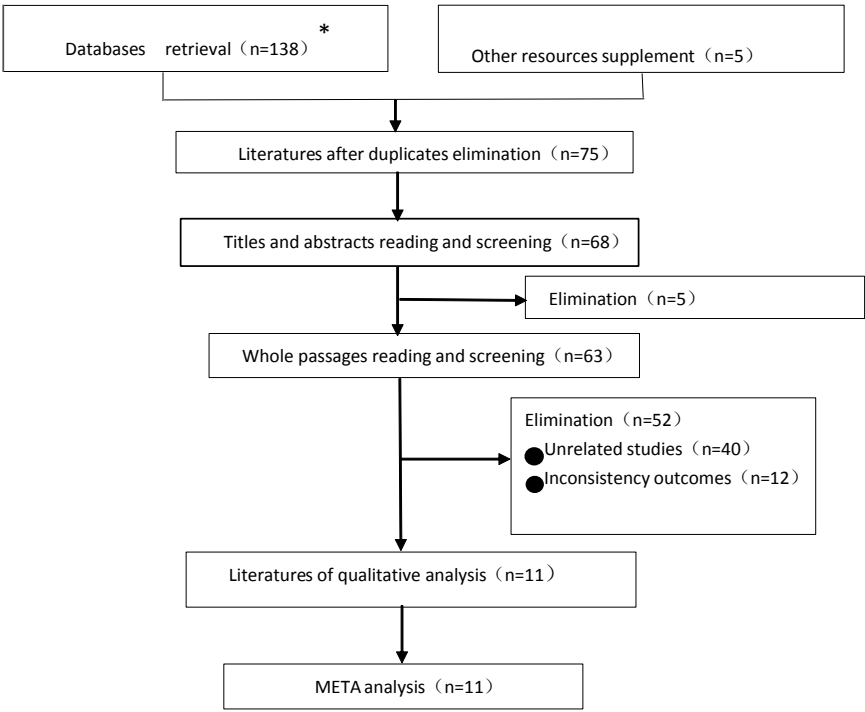 Databases retrieval（n=138）*
Other resources supplement（n=5）
Literatures after duplicates elimination（n=75）
Titles and abstracts reading and screening（n=68）
Elimination（n=5）
Whole passages reading and screening（n=63）
Elimination（n=52）
●Unrelated studies（n=40）
●Inconsistency outcomes（n=12）
Literatures of qualitative analysis（n=11）
META analysis（n=11）